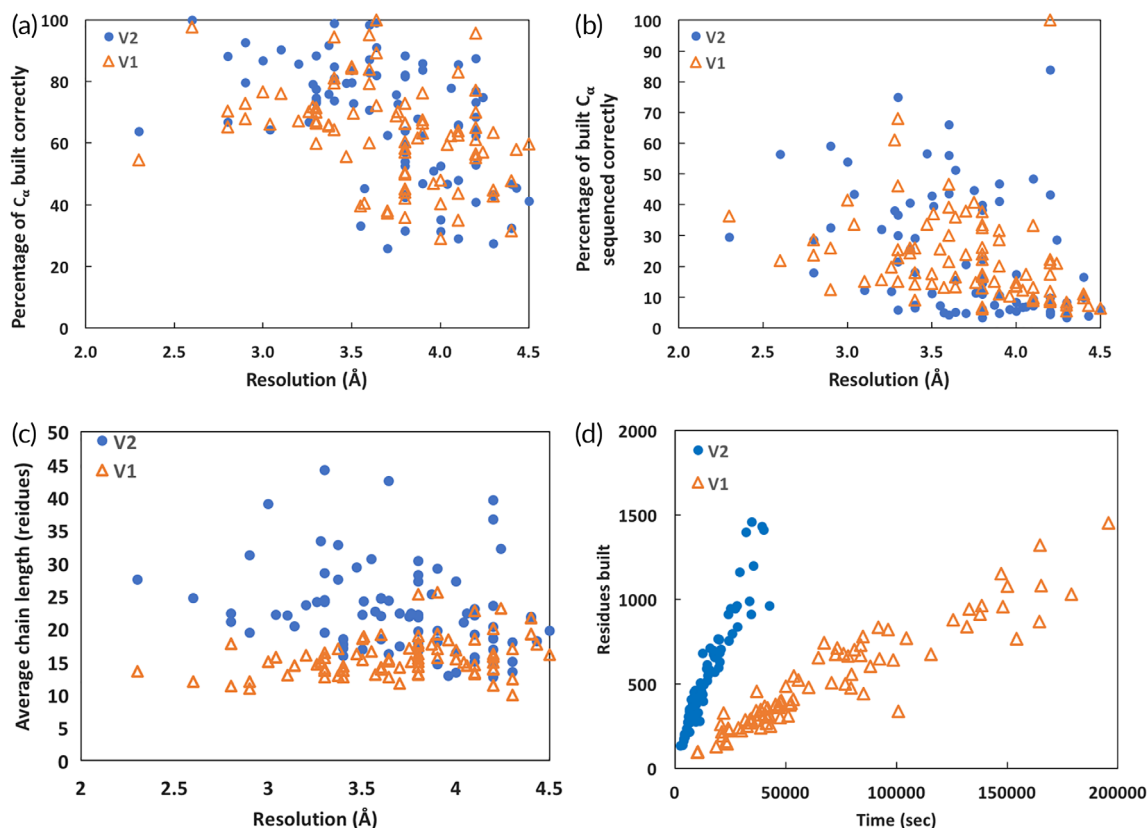 (a)
V2
V1
Percentage of Cα built correctly
100
80
60
40
20
0
2.0 2.5 3.0 3.5 4.0 4.5
Resolution (Å)
(b)
V2
V1
Percentage of built Cα
sequenced correctly
100
90
80
70
60
50
40
30
20
10
0
2.0 2.5 3.0 3.5 4.0 4.5
Resolution (Å)
(c)
V2
V1
Average chain length (reidues)
50
45
40
35
30
25
20
15
10
5
0
2 2.5 3 3.5 4 4.5
Resolution (Å)
(d)
V2
V1
Residues built
2000
1500
1000
500
0
0 50000 100000 150000 200000
Time (sec)